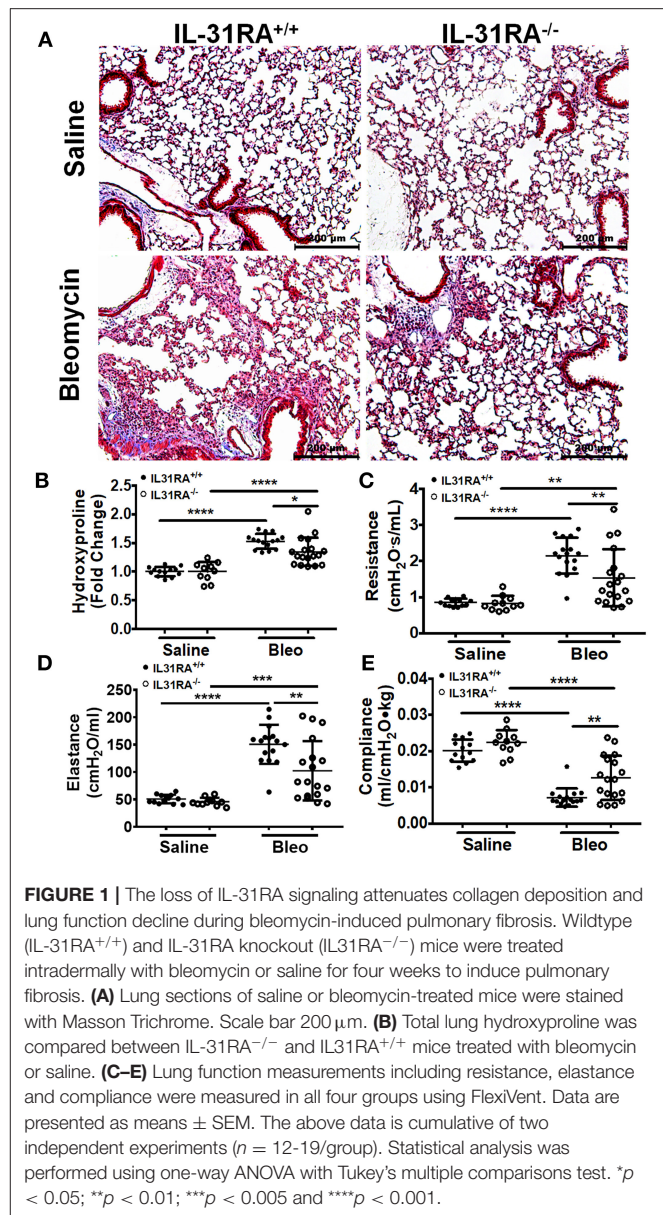 A
IL-31RA+/+
IL-31RA-/-
Saline
200 µm
200 µm
Bleomycin
200 µm
200 µm
B
IL31RA+/+
IL31RA-/-
Hydroxyproline
(Fold Change)
2.5
2.0
1.5
1.0
0.5
0.0
****
****
*
Saline
Bleo
C
IL31RA+/+
IL31RA-/-
Resistance
(cmH2O·s/mL)
4
3
2
1
0
****
**
**
Saline
Bleo
D
IL31RA+/+
IL31RA-/-
Elastance
(cmH2O/ml)
250
200
150
100
50
0
****
***
**
Saline
Bleo
E
IL31RA+/+
IL31RA-/-
Compliance
(ml/cmH2O•kg)
0.04
0.03
0.02
0.01
0.00
****
****
**
Saline
Bleo
FIGURE 1 | The loss of IL-31RA signaling attenuates collagen deposition and
lung function decline during bleomycin-induced pulmonary fibrosis. Wildtype
(IL-31RA+/+) and IL-31RA knockout (IL31RA−/−) mice were treated
intradermally with bleomycin or saline for four weeks to induce pulmonary
fibrosis. (A) Lung sections of saline or bleomycin-treated mice were stained
with Masson Trichrome. Scale bar 200 µm. (B) Total lung hydroxyproline was
compared between IL-31RA−/− and IL31RA+/+ mice treated with bleomycin
or saline. (C–E) Lung function measurements including resistance, elastance
and compliance were measured in all four groups using FlexiVent. Data are
presented as means ± SEM. The above data is cumulative of two
independent experiments (n = 12-19/group). Statistical analysis was
performed using one-way ANOVA with Tukey's multiple comparisons test. *p
< 0.05; **p < 0.01; ***p < 0.005 and ****p < 0.001.